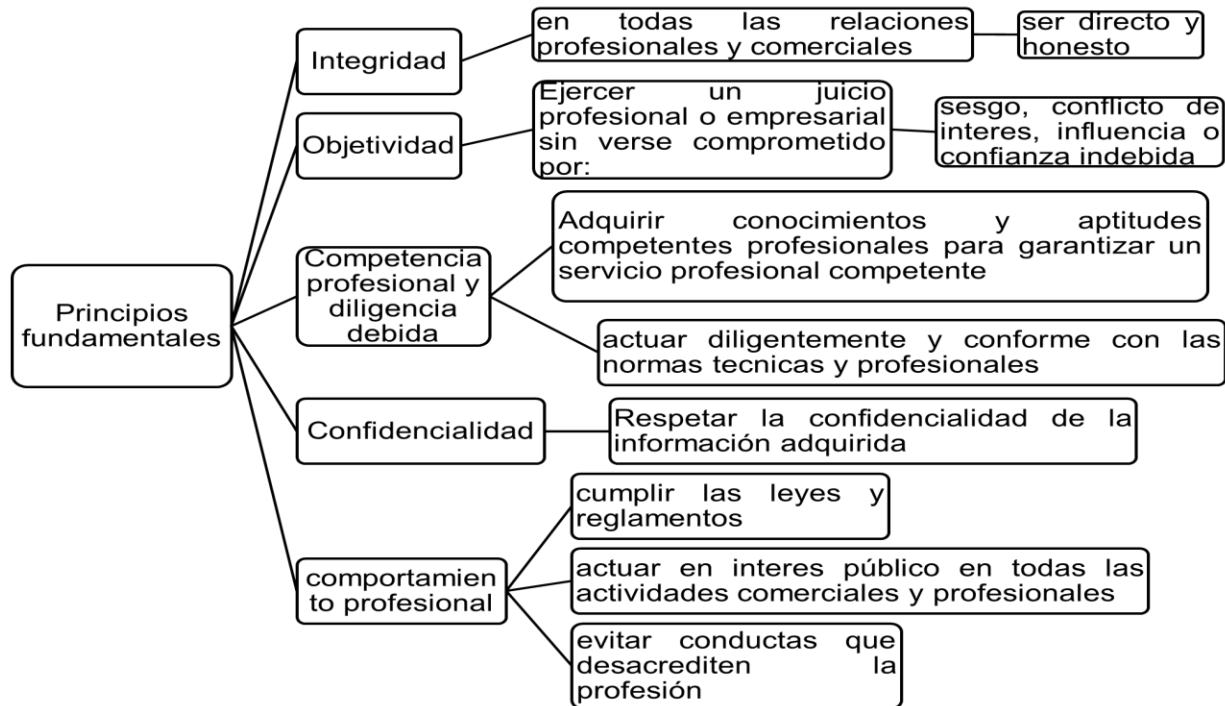 Principios
fundamentales
Integridad
en todas las relaciones
profesionales y comerciales
ser directo y
honesto
Objetividad
Ejercer un juicio
profesional o empresarial
sin verse comprometido
por:
sesgo, conflicto de
interes, influencia o
confianza indebida
Competencia
profesional y
diligencia
debida
Adquirir conocimientos y aptitudes
competentes profesionales para garantizar un
servicio profesional competente
actuar diligentemente y conforme con las
normas tecnicas y profesionales
Confidencialidad
Respetar la confidencialidad de la
información adquirida
comportamien
to profesional
cumplir las leyes y
reglamentos
actuar en interes público en todas las
actividades comerciales y profesionales
evitar conductas que
desacrediten la
profesión